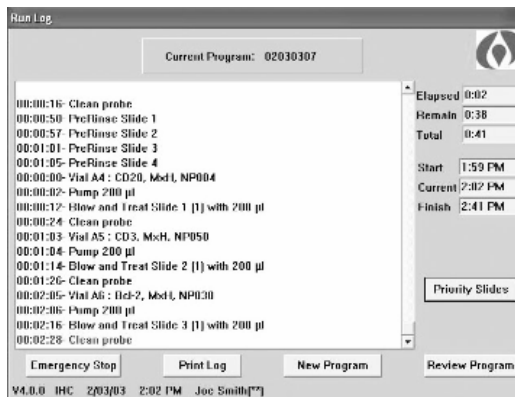 Run Log
Current Program: 02030307
00:00:16- Clean probe
00:00:50- PreRinse Slide 1
00:00:57- PreRinse Slide 2
00:01:01- PreRinse Slide 3
00:01:05- PreRinse Slide 4
00:00:00- Vial A4 : CD20, MxH, NP004
00:00:02- Pump 200 µl
00:00:12- Blow and Treat Slide 1 [1] with 200 µl
00:00:24- Clean probe
00:01:03- Vial A5 : CD3, MxH, NP050
00:01:04- Pump 200 µl
00:01:14- Blow and Treat Slide 2 [1] with 200 µl
00:01:26- Clean probe
00:02:05- Vial A6 : Bcl-2, MxH, NP030
00:02:06- Pump 200 µl
00:02:16- Blow and Treat Slide 3 [1] with 200 µl
00:02:28- Clean probe
Elapsed 0:02
Remain 0:38
Total 0:41
Start 1:59 PM
Current 2:02 PM
Finish 2:41 PM
Priority Slides
Emergency Stop Print Log New Program Review Program
V4.0.0 IHC 2/03/03 2:02 PM Joe Smith[**]